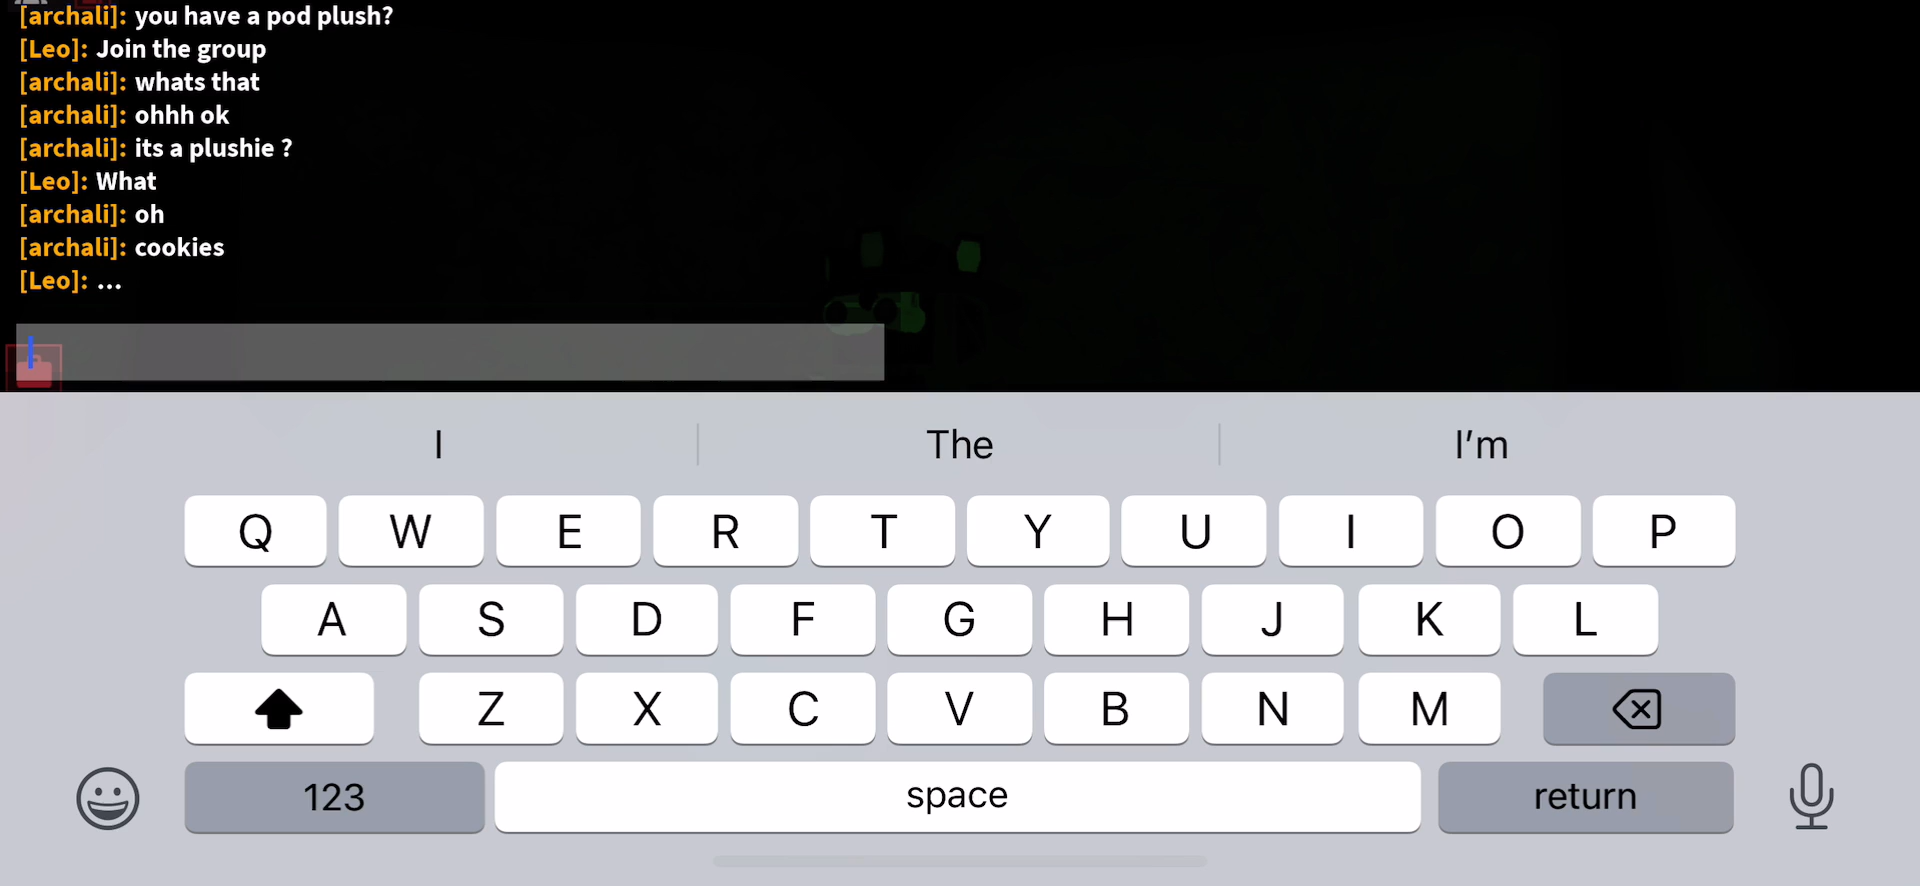 [archali]: you have a pod plush?
[Leo]: Join the group
[archali]: whats that
[archali]: ohhh ok
[archali]: its a plushie ?
[Leo]: What
[archali]: oh
[archali]: cookies
[Leo]: ...
I The I’m
Q W E R T Y U I O P
A S D F G H J K L
Z X C V B N M
123 space return